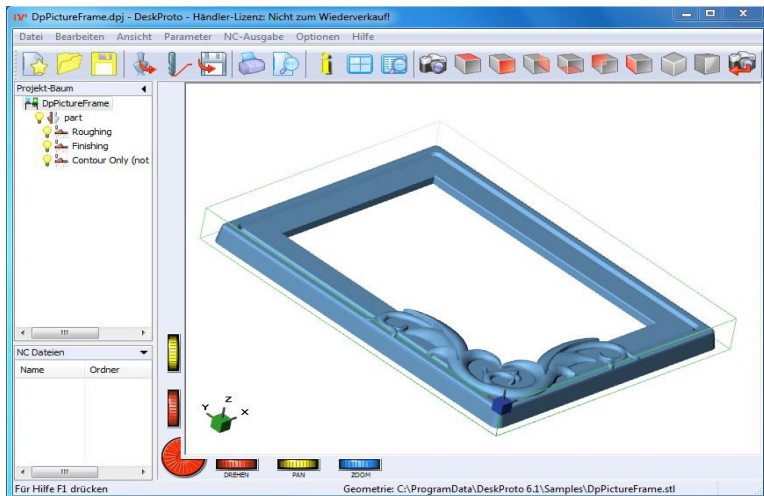 DpPictureFrame.dpj - DeskProto - Händler-Lizenz: Nicht zum Wiederverkauf!
Datei Bearbeiten Ansicht Parameter NC-Ausgabe Optionen Hilfe
Projekt-Baum
DpPictureFrame
part
Roughing
Finishing
Contour Only (not
NC Dateien
Name Ordner
Z
Y X
DREHEN PAN ZOOM
Für Hilfe F1 drücken Geometrie: C:\ProgramData\DeskProto 6.1\Samples\DpPictureFrame.stl